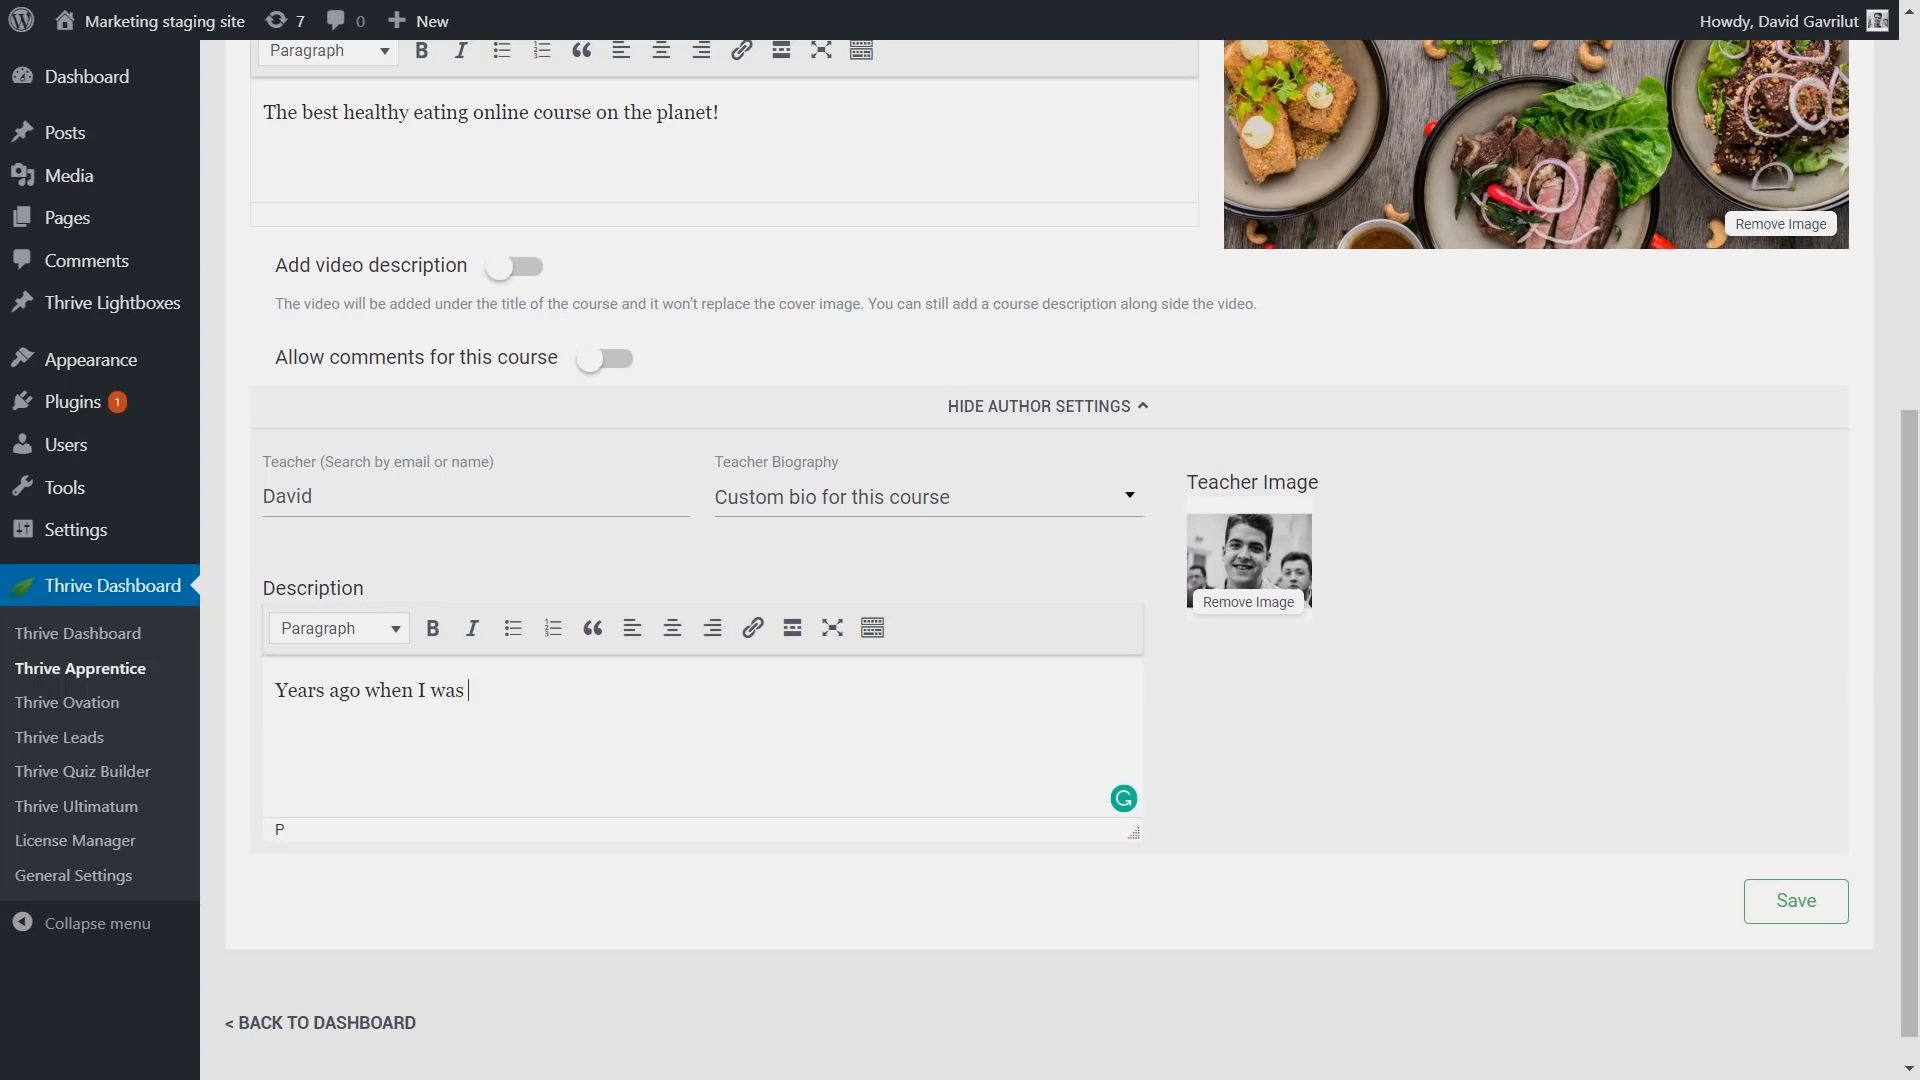 Marketing staging site
7
0
New
Howdy, David Gavrilut
Dashboard
Posts
Media
Pages
Comments
Thrive Lightboxes
Appearance
Plugins 1
Users
Tools
Settings
Thrive Dashboard
Thrive Dashboard
Thrive Apprentice
Thrive Ovation
Thrive Leads
Thrive Quiz Builder
Thrive Ultimatum
License Manager
General Settings
Collapse menu
Paragraph
B I
The best healthy eating online course on the planet!
Remove Image
Add video description
The video will be added under the title of the course and it won't replace the cover image. You can still add a course description along side the video.
Allow comments for this course
HIDE AUTHOR SETTINGS
Teacher (Search by email or name)
David
Teacher Biography
Custom bio for this course
Teacher Image
Remove Image
Description
Paragraph
B I
Years ago when I was
P
Save
< BACK TO DASHBOARD